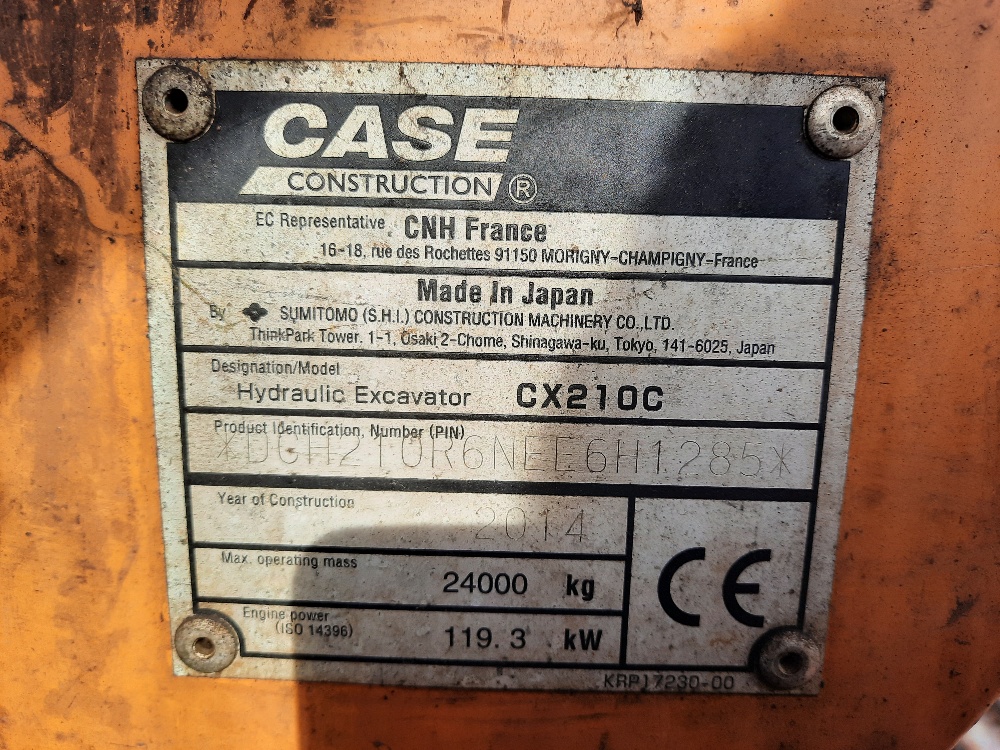 CASE
CONSTRUCTION ®
EC Representative CNH France
16-18, rue des Rochettes 91150 MORIGNY-CHAMPIGNY-France
Made In Japan
By SUMITOMO (S.H.I.) CONSTRUCTION MACHINERY CO.,LTD.
ThinkPark Tower. 1-1, Osaki 2-Chome, Shinagawa-ku, Tokyo, 141-6025, Japan
Designation/Model
Hydraulic Excavator CX210C
Product Identification, Number (PIN)
*DCH210R6NEE6H1285*
Year of Construction
2014
Max. operating mass
24000 kg
Engine power
(ISO 14396)
119.3 kW
CE
KRP17230-00